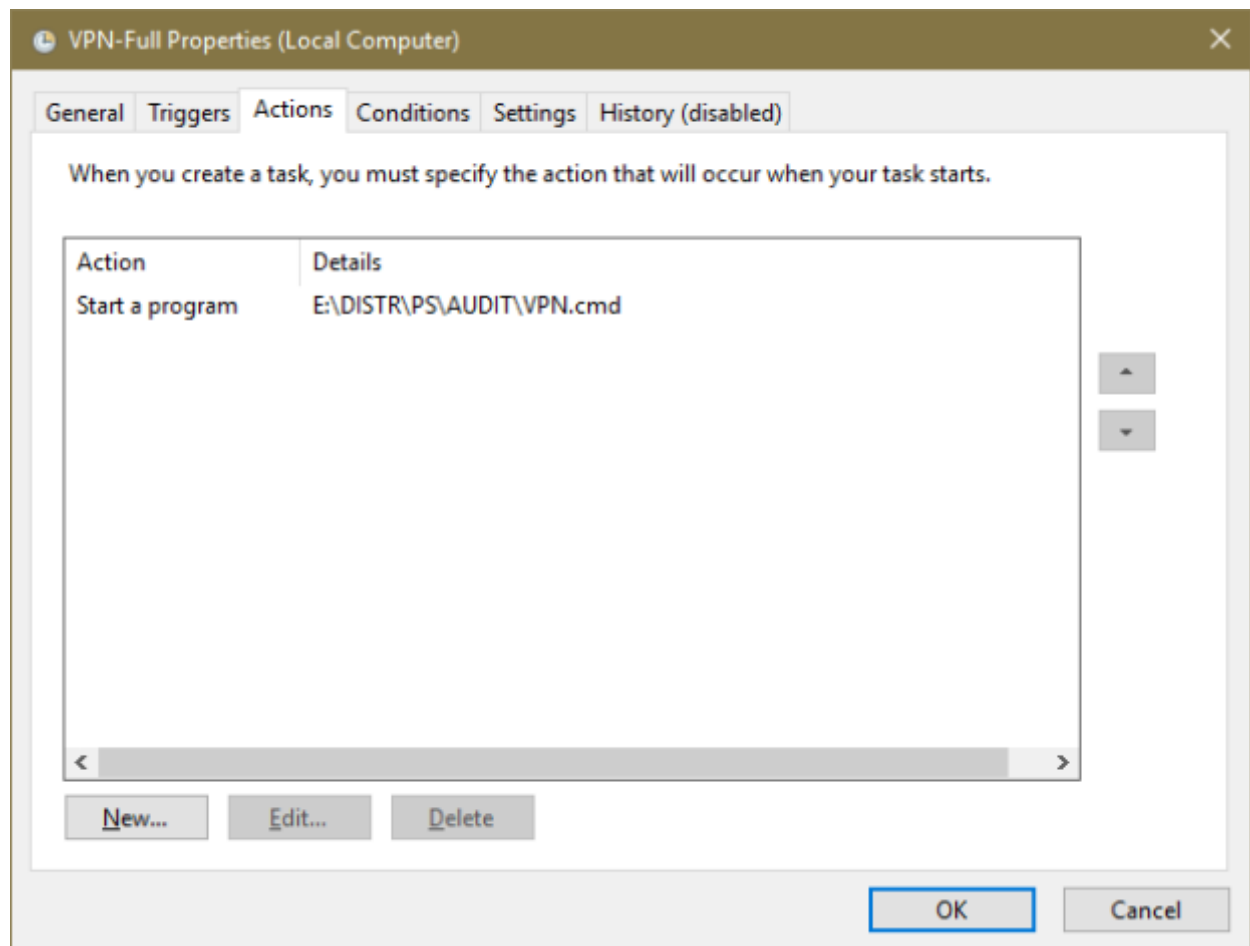 VPN-Full Properties (Local Computer)
General Triggers Actions Conditions Settings History (disabled)
When you create a task, you must specify the action that will occur when your task starts.
Action Details
Start a program E:\DISTR\PS\AUDIT\VPN.cmd
New... Edit... Delete
OK Cancel